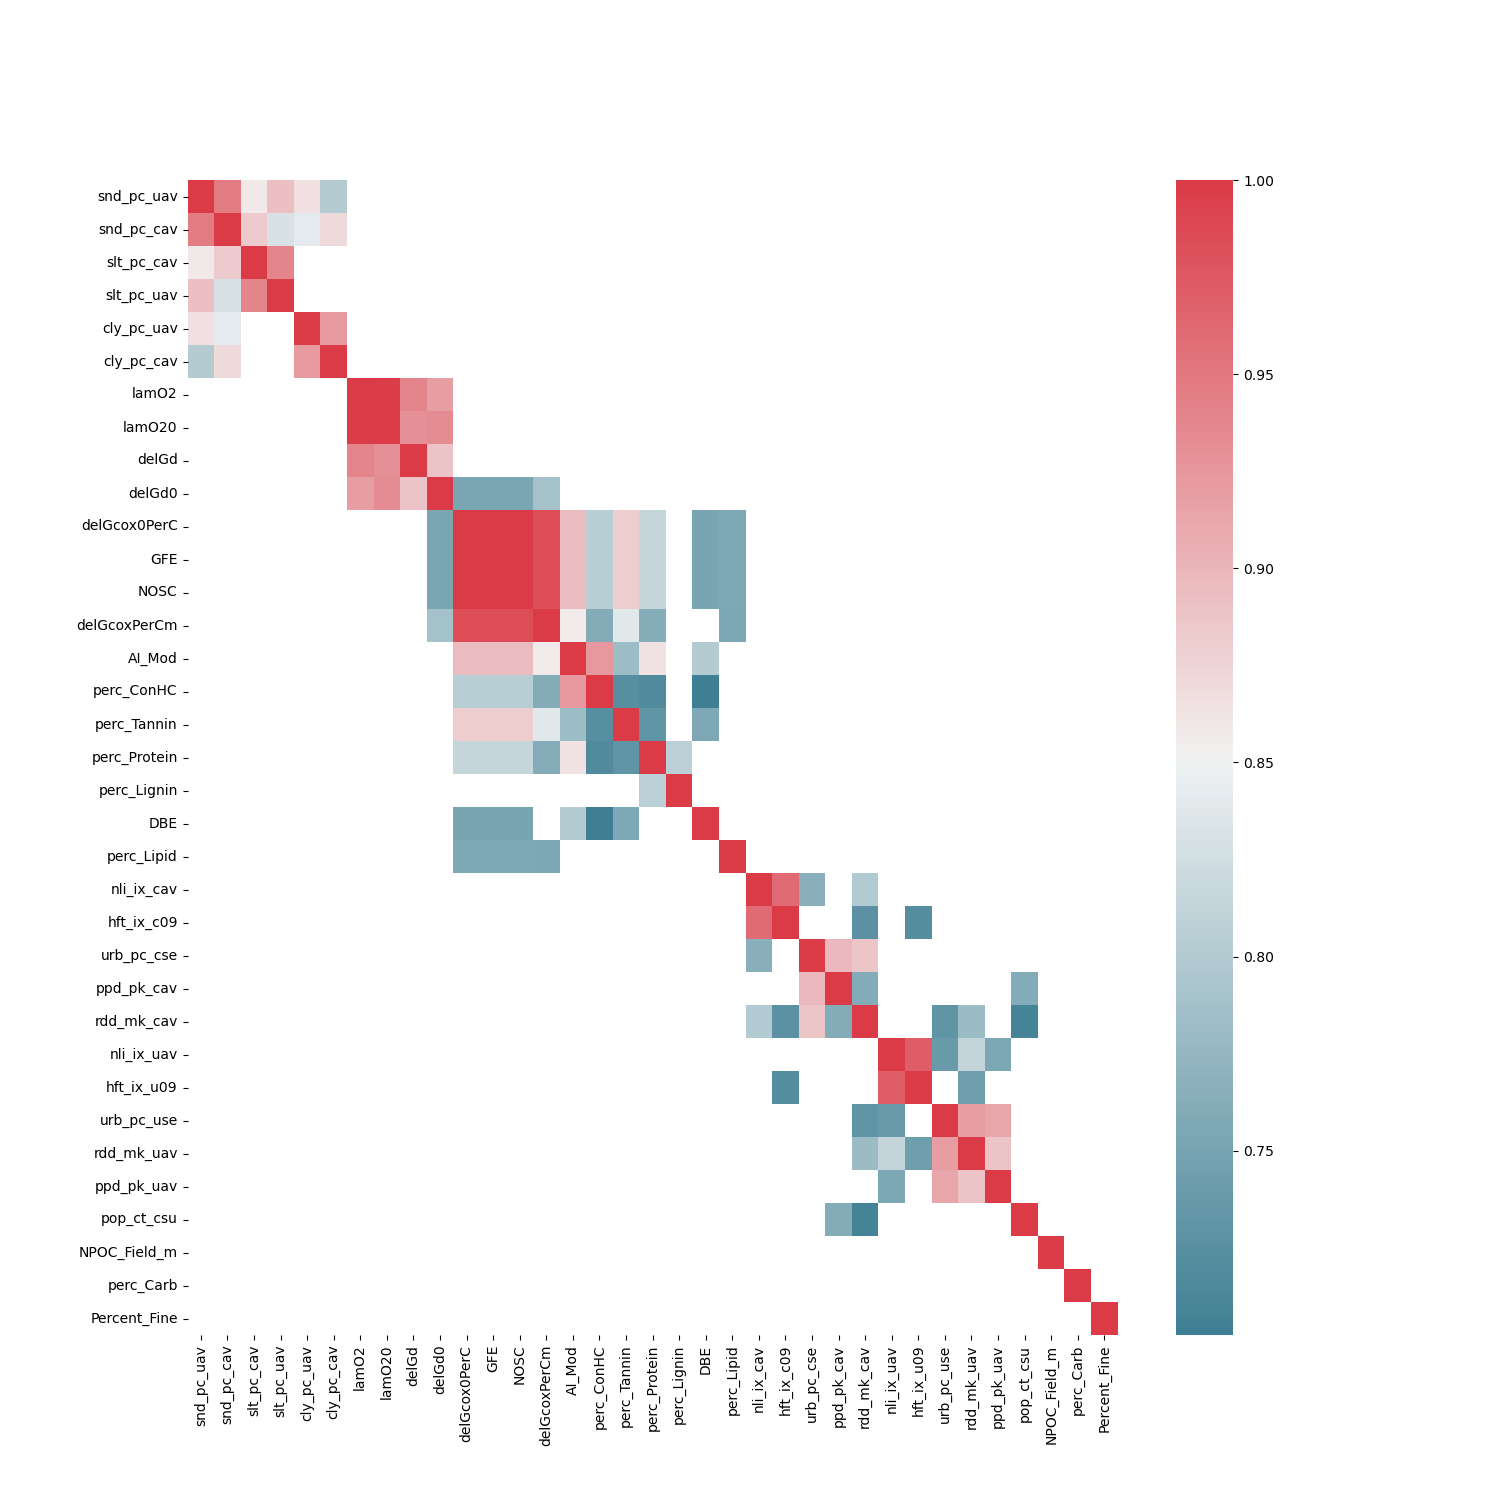 snd_pc_uav
snd_pc_cav
slt_pc_cav
slt_pc_uav
cly_pc_uav
cly_pc_cav
lamO2
lamO20
delGd
delGd0
delGcox0PerC
GFE
NOSC
delGcoxPerCm
AI_Mod
perc_ConHC
perc_Tannin
perc_Protein
perc_Lignin
DBE
perc_Lipid
nli_ix_cav
hft_ix_c09
urb_pc_cse
ppd_pk_cav
rdd_mk_cav
nli_ix_uav
hft_ix_u09
urb_pc_use
rdd_mk_uav
ppd_pk_uav
pop_ct_csu
NPOC_Field_m
perc_Carb
Percent_Fine
snd_pc_uav
snd_pc_cav
slt_pc_cav
slt_pc_uav
cly_pc_uav
cly_pc_cav
lamO2
lamO20
delGd
delGd0
delGcox0PerC
GFE
NOSC
delGcoxPerCm
AI_Mod
perc_ConHC
perc_Tannin
perc_Protein
perc_Lignin
DBE
perc_Lipid
nli_ix_cav
hft_ix_c09
urb_pc_cse
ppd_pk_cav
rdd_mk_cav
nli_ix_uav
hft_ix_u09
urb_pc_use
rdd_mk_uav
ppd_pk_uav
pop_ct_csu
NPOC_Field_m
perc_Carb
Percent_Fine
1.00
0.95
0.90
0.85
0.80
0.75